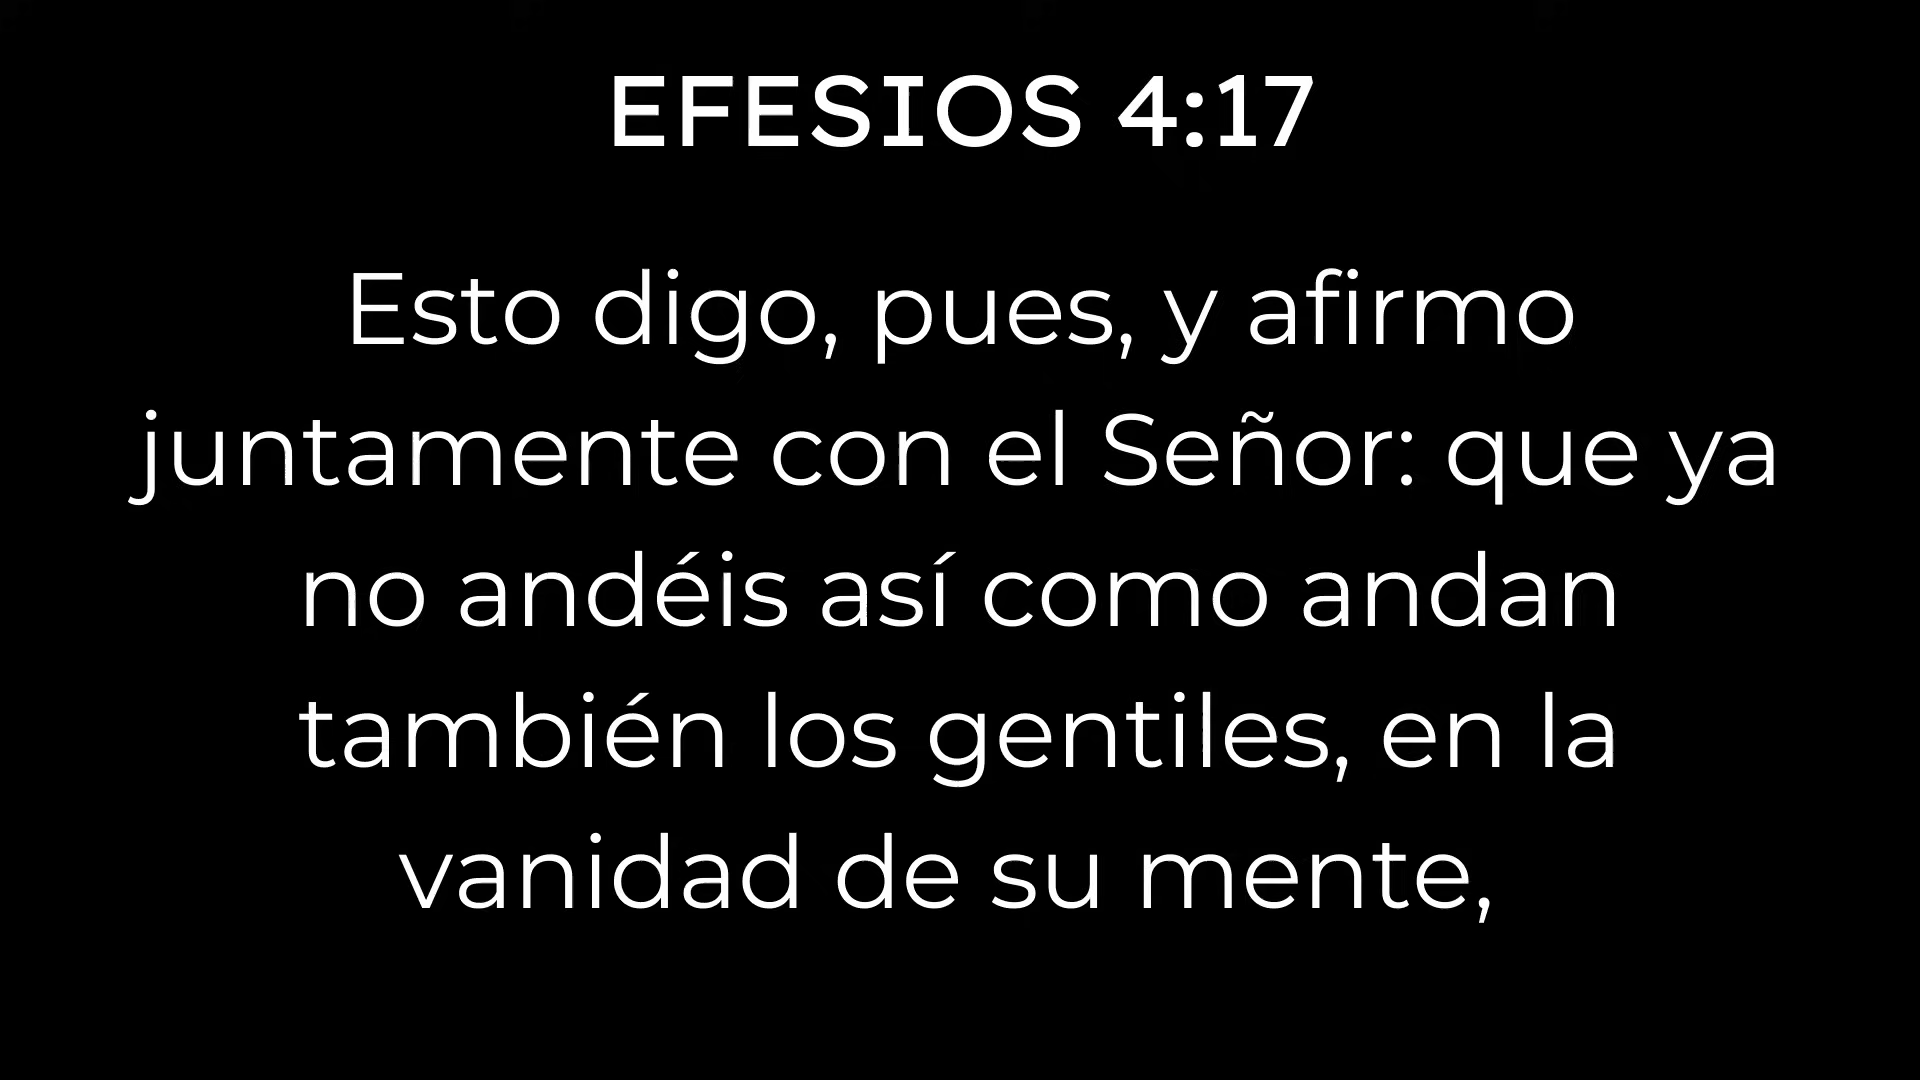 EFESIOS 4:17
Esto digo, pues, y afirmo
juntamente con el Señor: que ya
no andéis así como andan
también los gentiles, en la
vanidad de su mente,